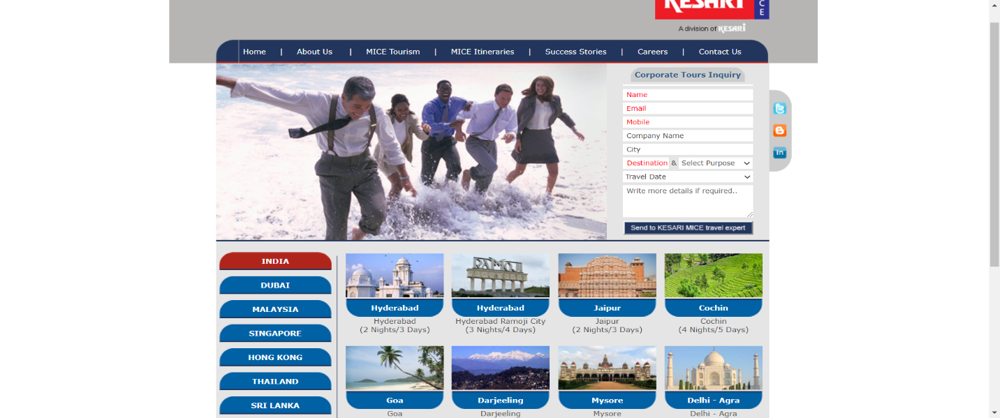 KESARI
C
E
A division of KESARI
Home | About Us | MICE Tourism | MICE Itineraries | Success Stories | Careers | Contact Us
Corporate Tours Inquiry
Name
Email
Mobile
Company Name
City
Destination & Select Purpose
Travel Date
Write more details if required..
Send to KESARI MICE travel expert
in
INDIA
DUBAI
MALAYSIA
SINGAPORE
HONG KONG
THAILAND
SRI LANKA
RAMOJI
Hyderabad Hyderabad Jaipur Cochin
Hyderabad Hyderabad Ramoji City Jaipur Cochin
(2 Nights/3 Days) (3 Nights/4 Days) (2 Nights/3 Days) (4 Nights/5 Days)
Goa Darjeeling Mysore Delhi - Agra
Goa Darjeeling Mysore Delhi - Agra